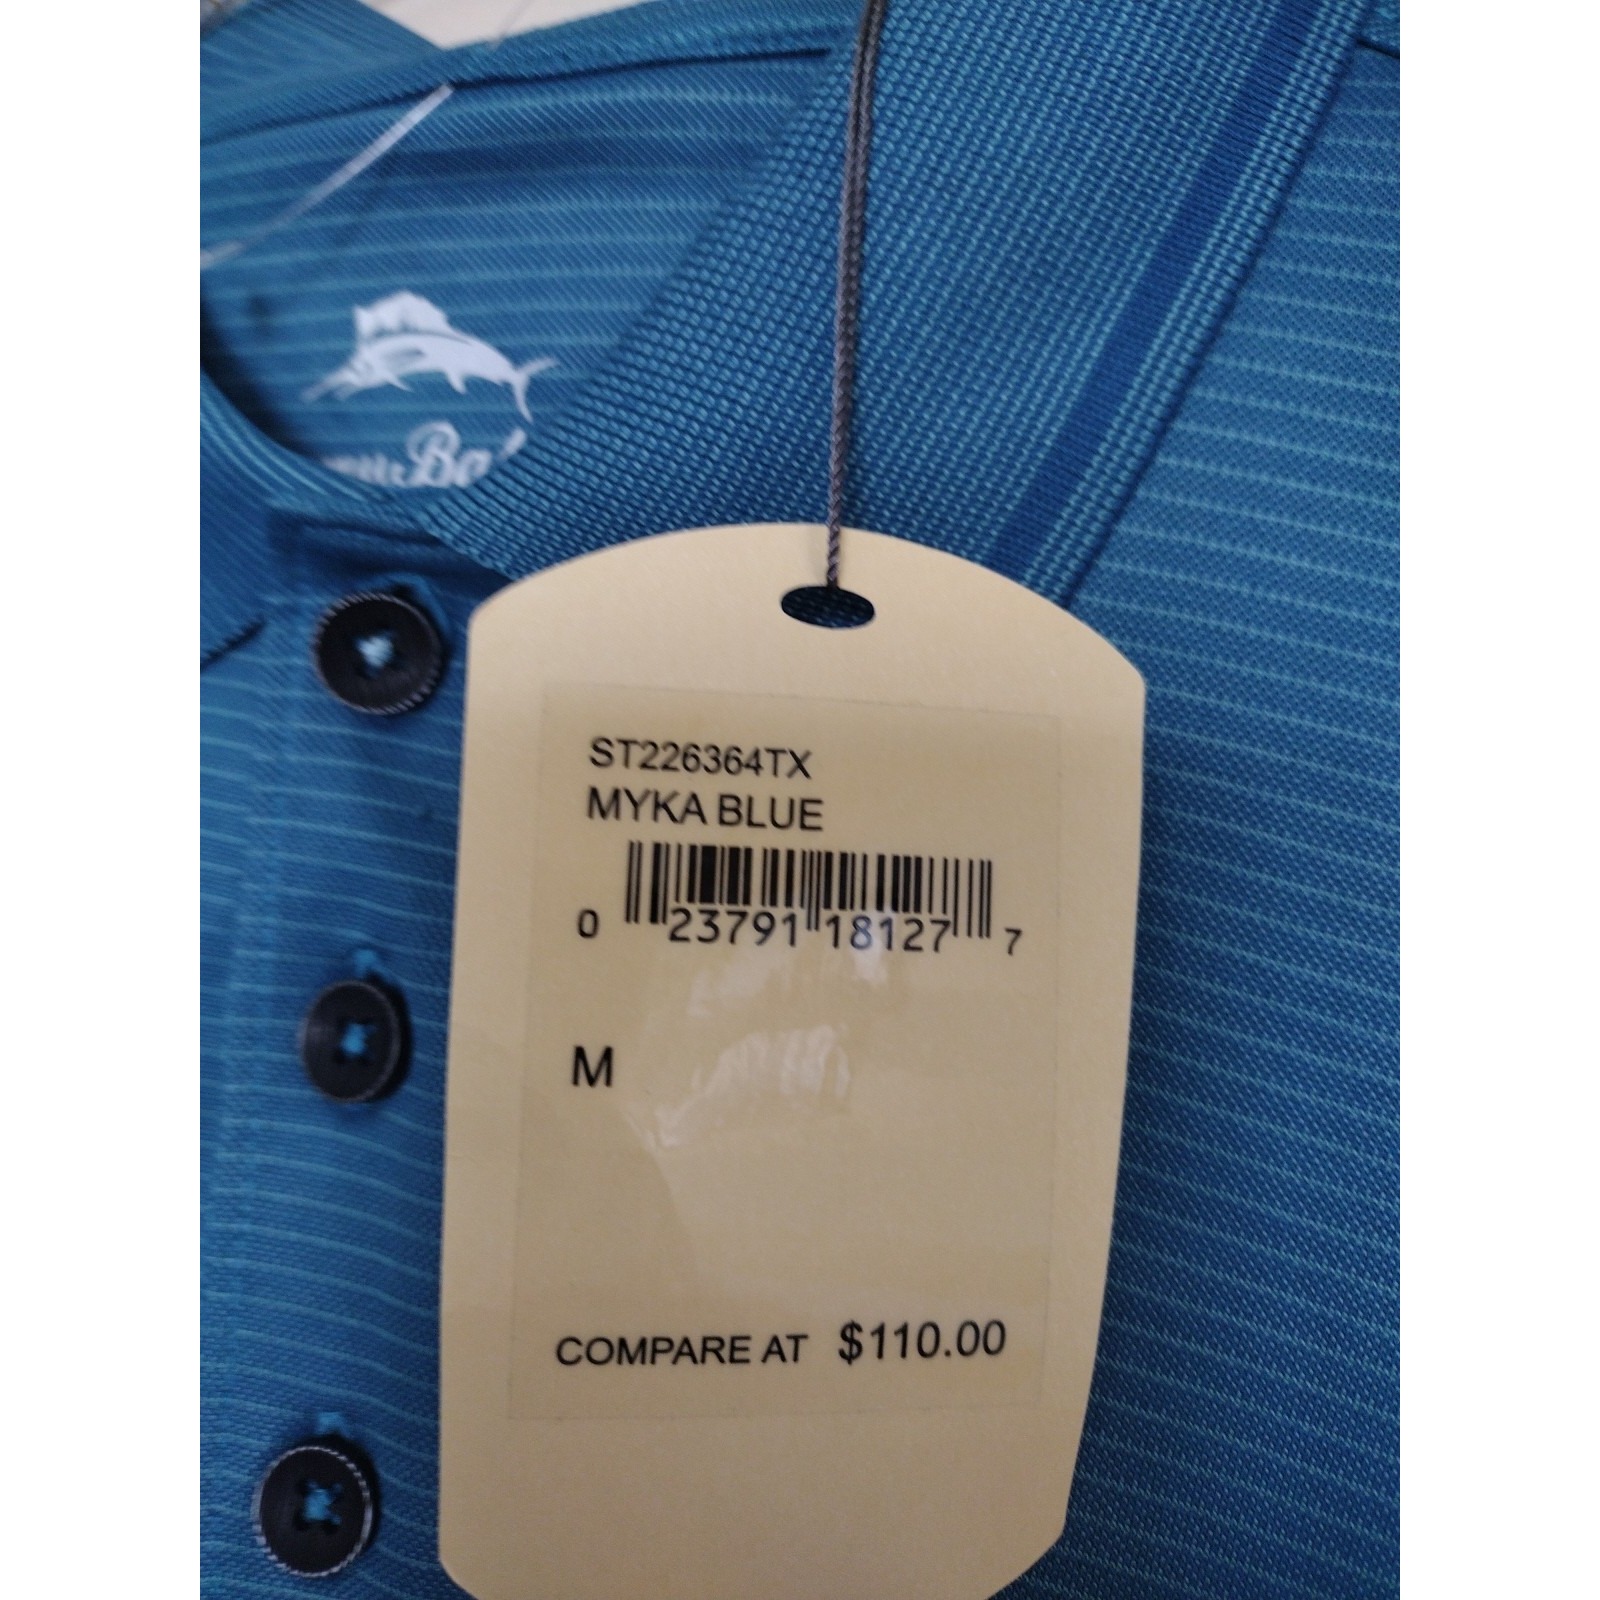 ST226364TX
MYKA BLUE
0 23791 18127 7
M
COMPARE AT $110.00